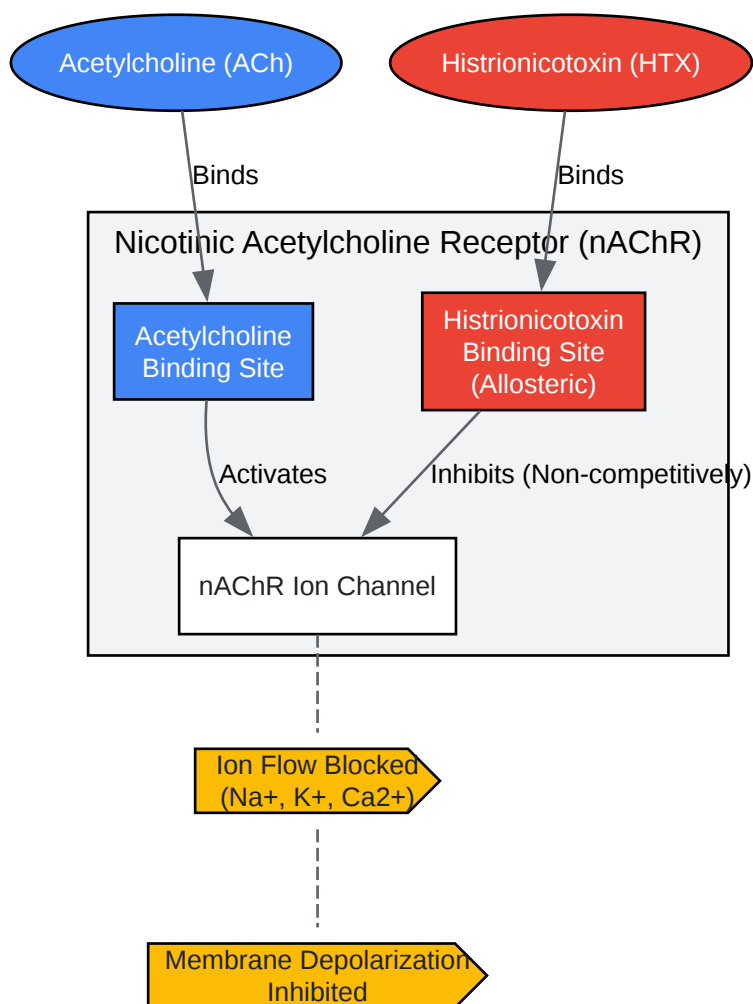 Acetylcholine (ACh)
Histrionicotoxin (HTX)
Binds
Binds
Nicotinic Acetylcholine Receptor (nAChR)
Acetylcholine
Binding Site
Histrionicotoxin
Binding Site
(Allosteric)
Activates
Inhibits (Non-competitively)
nAChR Ion Channel
Ion Flow Blocked
(Na+, K+, Ca2+)
Membrane Depolarization
Inhibited